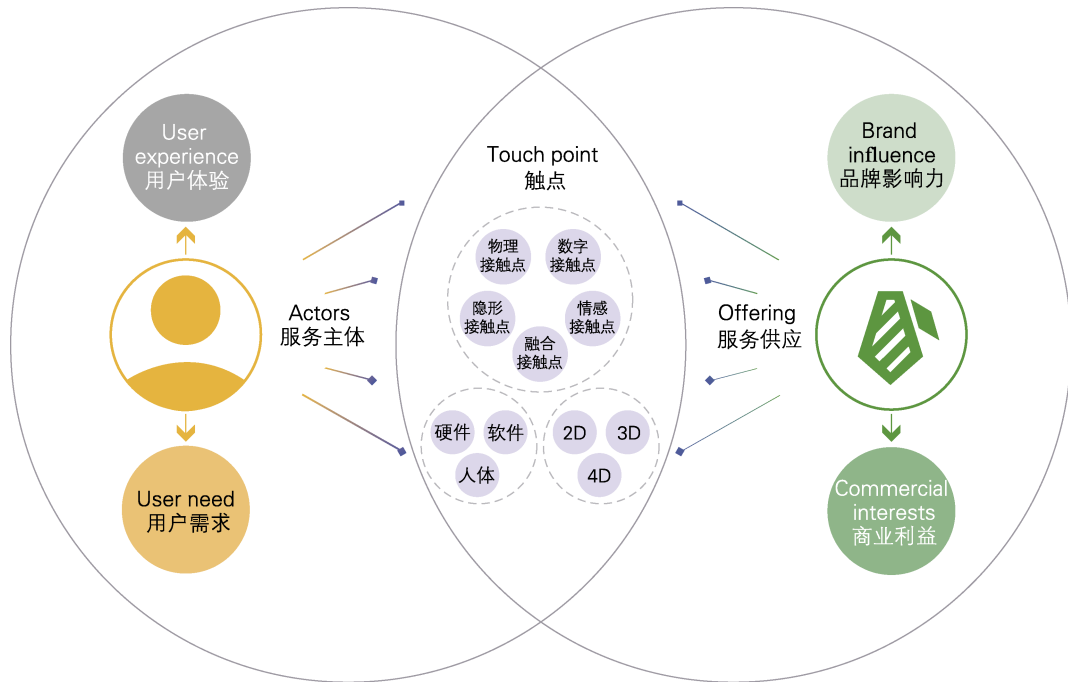 User
experience
用户体验
Actors
服务主体
User need
用户需求
Touch point
触点
物理
接触点
数字
接触点
隐形
接触点
情感
接触点
融合
接触点
硬件
软件
人体
2D
3D
4D
Offering
服务供应
Brand
influence
品牌影响力
Commercial
interests
商业利益